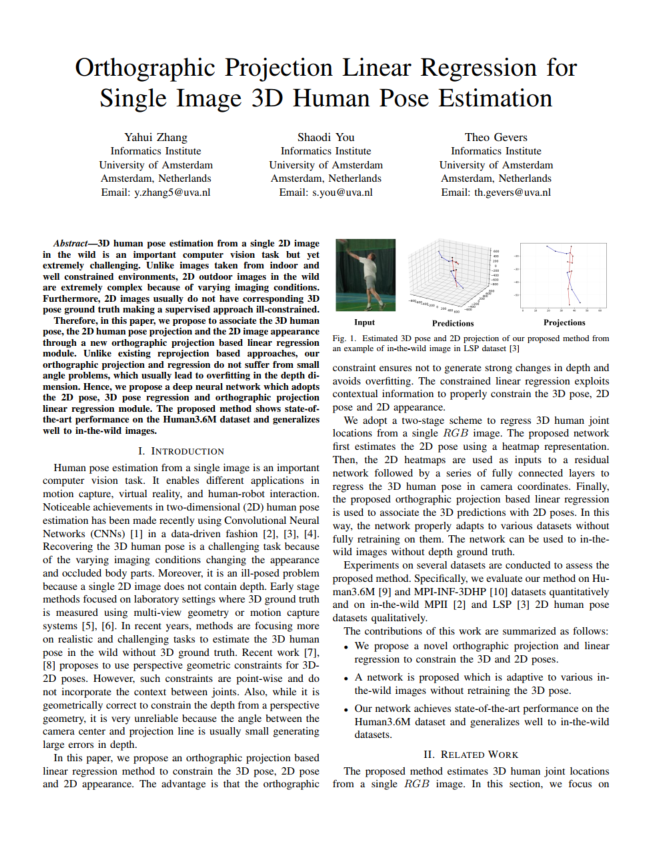 Orthographic Projection Linear Regression for
Single Image 3D Human Pose Estimation
Yahui Zhang
Informatics Institute
University of Amsterdam
Amsterdam, Netherlands
Email: y.zhang5@uva.nl
Shaodi You
Informatics Institute
University of Amsterdam
Amsterdam, Netherlands
Email: s.you@uva.nl
Theo Gevers
Informatics Institute
University of Amsterdam
Amsterdam, Netherlands
Email: th.gevers@uva.nl
Abstract—3D human pose estimation from a single 2D image
in the wild is an important computer vision task but yet
extremely challenging. Unlike images taken from indoor and
well constrained environments, 2D outdoor images in the wild
are extremely complex because of varying imaging conditions.
Furthermore, 2D images usually do not have corresponding 3D
pose ground truth making a supervised approach ill-constrained.
Therefore, in this paper, we propose to associate the 3D human
pose, the 2D human pose projection and the 2D image appearance
through a new orthographic projection based linear regression
module. Unlike existing reprojection based approaches, our
orthographic projection and regression do not suffer from small
angle problems, which usually lead to overfitting in the depth di-
mension. Hence, we propose a deep neural network which adopts
the 2D pose, 3D pose regression and orthographic projection
linear regression module. The proposed method shows state-of-
the-art performance on the Human3.6M dataset and generalizes
well to in-the-wild images.
I. INTRODUCTION
Human pose estimation from a single image is an important
computer vision task. It enables different applications in
motion capture, virtual reality, and human-robot interaction.
Noticeable achievements in two-dimensional (2D) human pose
estimation has been made recently using Convolutional Neural
Networks (CNNs) [1] in a data-driven fashion [2], [3], [4].
Recovering the 3D human pose is a challenging task because
of the varying imaging conditions changing the appearance
and occluded body parts. Moreover, it is an ill-posed problem
because a single 2D image does not contain depth. Early stage
methods focused on laboratory settings where 3D ground truth
is measured using multi-view geometry or motion capture
systems [5], [6]. In recent years, methods are focusing more
on realistic and challenging tasks to estimate the 3D human
pose in the wild without 3D ground truth. Recent work [7],
[8] proposes to use perspective geometric constraints for 3D-
2D poses. However, such constraints are point-wise and do
not incorporate the context between joints. Also, while it is
geometrically correct to constrain the depth from a perspective
geometry, it is very unreliable because the angle between the
camera center and projection line is usually small generating
large errors in depth.
In this paper, we propose an orthographic projection based
linear regression method to constrain the 3D pose, 2D pose
and 2D appearance. The advantage is that the orthographic
Input
Predictions
Projections
Fig. 1. Estimated 3D pose and 2D projection of our proposed method from
an example of in-the-wild image in LSP dataset [3]
constraint ensures not to generate strong changes in depth and
avoids overfitting. The constrained linear regression exploits
contextual information to properly constrain the 3D pose, 2D
pose and 2D appearance.
We adopt a two-stage scheme to regress 3D human joint
locations from a single RGB image. The proposed network
first estimates the 2D pose using a heatmap representation.
Then, the 2D heatmaps are used as inputs to a residual
network followed by a series of fully connected layers to
regress the 3D human pose in camera coordinates. Finally,
the proposed orthographic projection based linear regression
is used to associate the 3D predictions with 2D poses. In this
way, the network properly adapts to various datasets without
fully retraining on them. The network can be used to in-the-
wild images without depth ground truth.
Experiments on several datasets are conducted to assess the
proposed method. Specifically, we evaluate our method on Hu-
man3.6M [9] and MPI-INF-3DHP [10] datasets quantitatively
and on in-the-wild MPII [2] and LSP [3] 2D human pose
datasets qualitatively.
The contributions of this work are summarized as follows:
• We propose a novel orthographic projection and linear
regression to constrain the 3D and 2D poses.
• A network is proposed which is adaptive to various in-
the-wild images without retraining the 3D pose.
• Our network achieves state-of-the-art performance on the
Human3.6M dataset and generalizes well to in-the-wild
datasets.
II. RELATED WORK
The proposed method estimates 3D human joint locations
from a single RGB image. In this section, we focus on